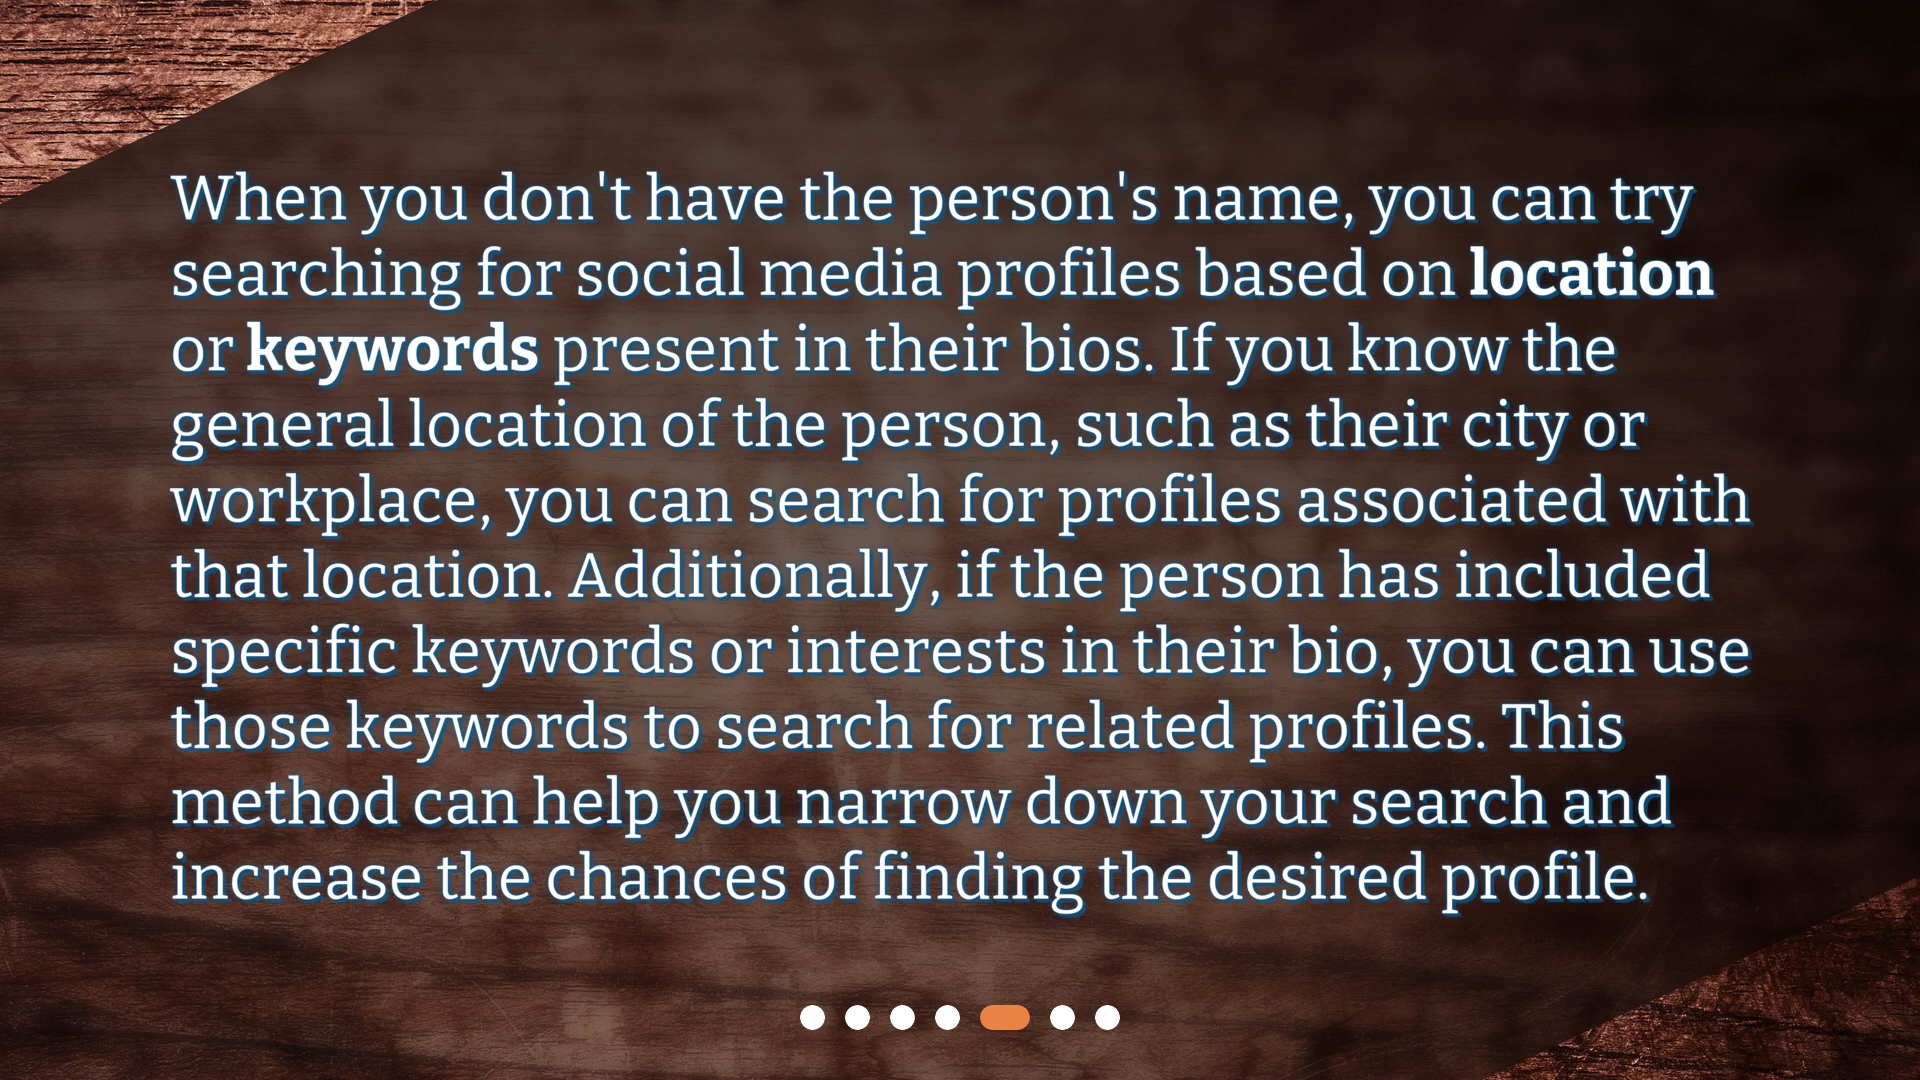 When you don't have the person's name, you can try
searching for social media profiles based on location
or keywords present in their bios. If you know the
general location of the person, such as their city or
workplace, you can search for profiles associated with
that location. Additionally, if the person has included
specific keywords or interests in their bio, you can use
those keywords to search for related profiles. This
method can help you narrow down your search and
increase the chances of finding the desired profile.